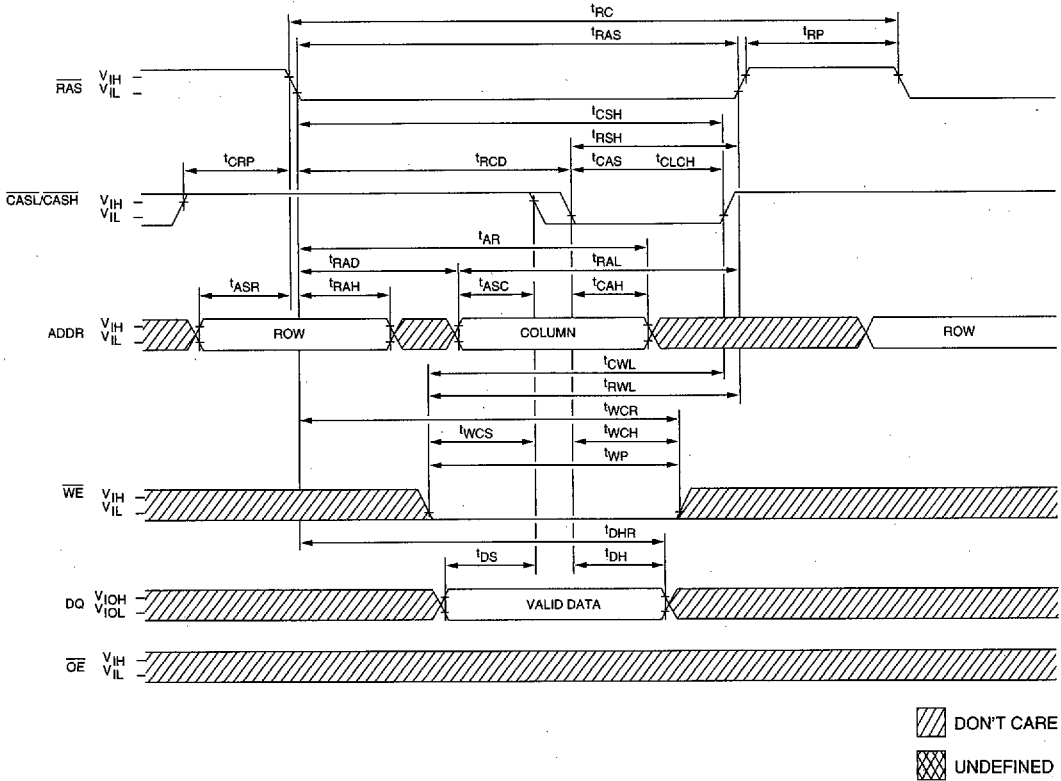 tRC
tRAS
tRP
RAS
VIH
VIL
tCSH
tRSH
tCRP
tRCD
tCAS
tCLCH
CASL/CASH
VIH
VIL
tAR
tRAD
tRAL
tASR
tRAH
tASC
tCAH
ADDR
VIH
VIL
ROW
COLUMN
ROW
tCWL
tRWL
tWCR
tWCS
tWCH
tWP
WE
VIH
VIL
tDHR
tDS
tDH
DQ
VIOH
VIOL
VALID DATA
OE
VIH
VIL
DON'T CARE
UNDEFINED